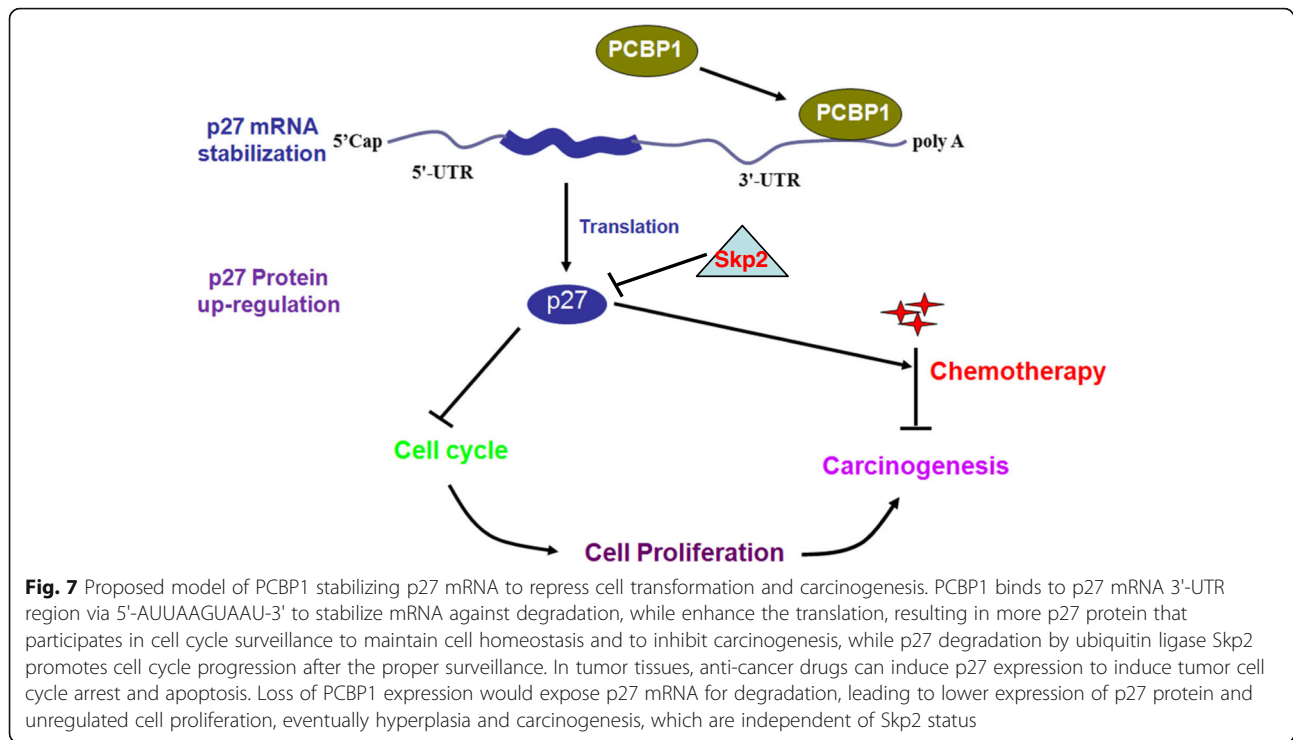 PCBP1
PCBP1
p27 mRNA
stabilization
5'Cap
poly A
5'-UTR
3'-UTR
Translation
Skp2
p27 Protein
up-regulation
p27
Chemotherapy
Cell cycle
Carcinogenesis
Cell Proliferation
Fig. 7 Proposed model of PCBP1 stabilizing p27 mRNA to repress cell transformation and carcinogenesis. PCBP1 binds to p27 mRNA 3'-UTR
region via 5'-AUUAAGUAAU-3' to stabilize mRNA against degradation, while enhance the translation, resulting in more p27 protein that
participates in cell cycle surveillance to maintain cell homeostasis and to inhibit carcinogenesis, while p27 degradation by ubiquitin ligase Skp2
promotes cell cycle progression after the proper surveillance. In tumor tissues, anti-cancer drugs can induce p27 expression to induce tumor cell
cycle arrest and apoptosis. Loss of PCBP1 expression would expose p27 mRNA for degradation, leading to lower expression of p27 protein and
unregulated cell proliferation, eventually hyperplasia and carcinogenesis, which are independent of Skp2 status